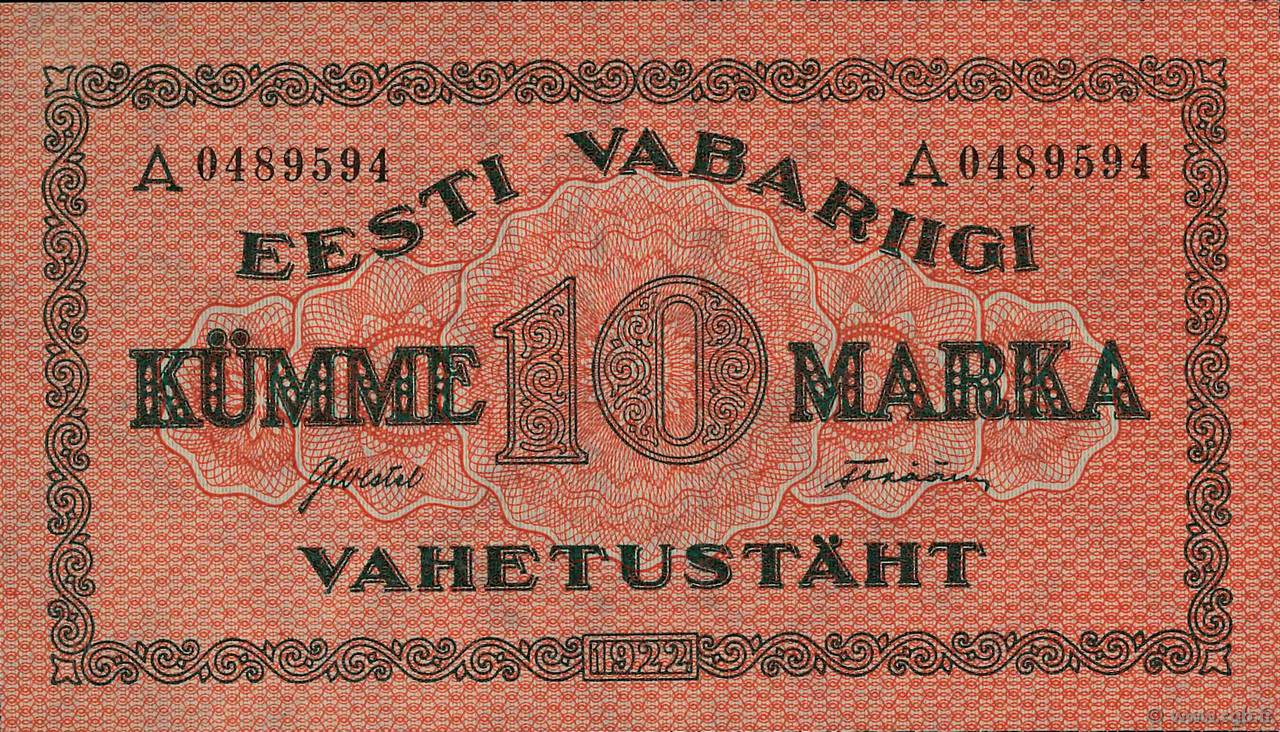 A 0489594 A 0489594
EESTI VABARIIGI
KÜMME 10 MARKA
VAHETUSTÄHT
1922
© www.cgb.fr